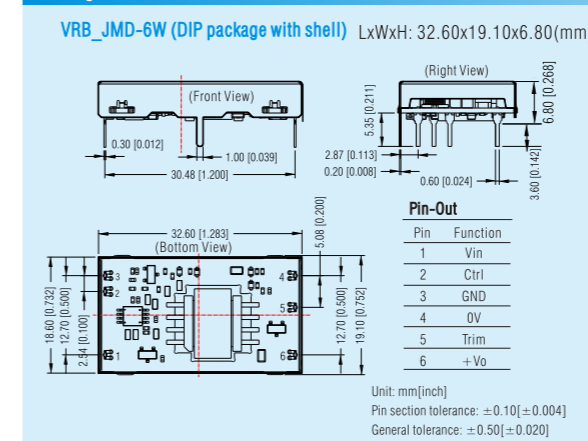 VRB_JMD-6W (DIP package with shell) LxWxH: 32.60x19.10x6.80(mm
(Front View)
0.30 [0.012]
1.00 [0.039]
30.48 [1.200]
(Right View)
5.35 [0.211]
6.80 [0.268]
2.87 [0.113]
0.20 [0.008]
0.60 [0.024]
3.60 [0.142]
32.60 [1.283]
(Bottom View)
5.08 [0.200]
18.60 [0.732]
12.70 [0.500]
2.54 [0.100]
3
2
1
4
5
6
12.70 [0.500]
19.10 [0.752]
Pin-Out
Pin Function
1 Vin
2 Ctrl
3 GND
4 0V
5 Trim
6 +Vo
Unit: mm[inch]
Pin section tolerance: ±0.10[±0.004]
General tolerance: ±0.50[±0.020]